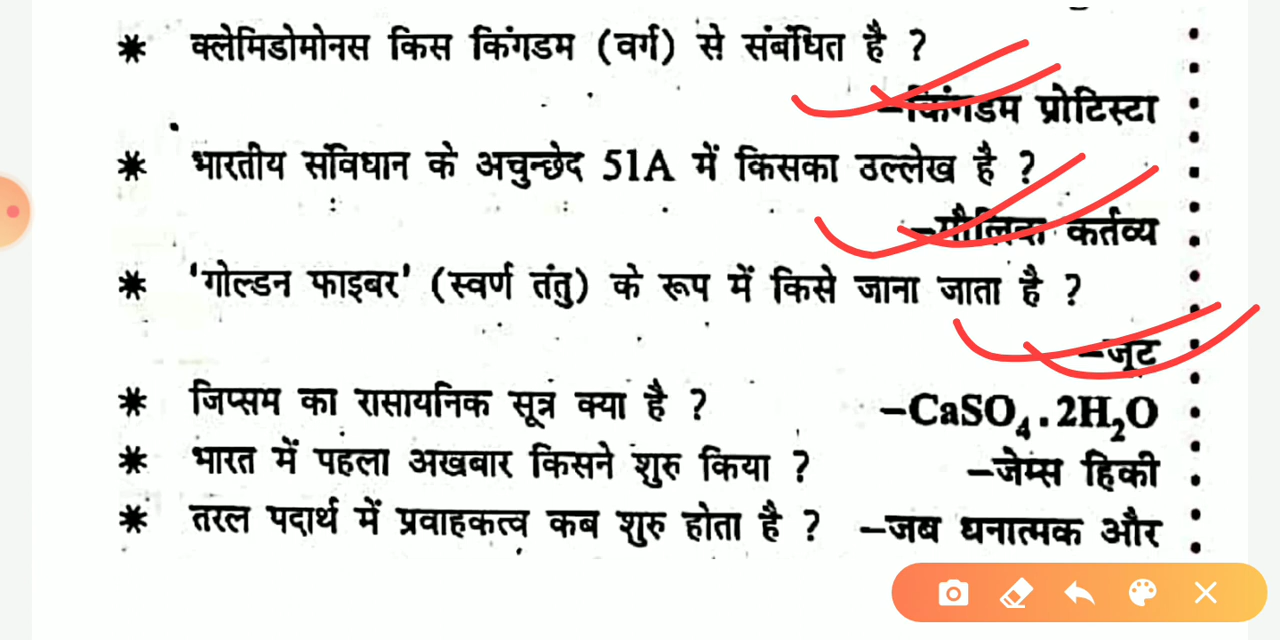 * क्लेमिडोमोनस किस किंगडम (वर्ग) से संबंधित है ?
–किंगडम प्रोटिस्टा
* भारतीय संविधान के अचुन्छेद 51A में किसका उल्लेख है ?
–मौलिक कर्तव्य
* 'गोल्डन फाइबर' (स्वर्ण तंतु) के रूप में किसे जाना जाता है ?
–जूट
* जिप्सम का रासायनिक सूत्र क्या है ? –CaSO₄.2H₂O
* भारत में पहला अखबार किसने शुरु किया ? –जेम्स हिकी
* तरल पदार्थ में प्रवाहकत्व कब शुरु होता है ? –जब धनात्मक और